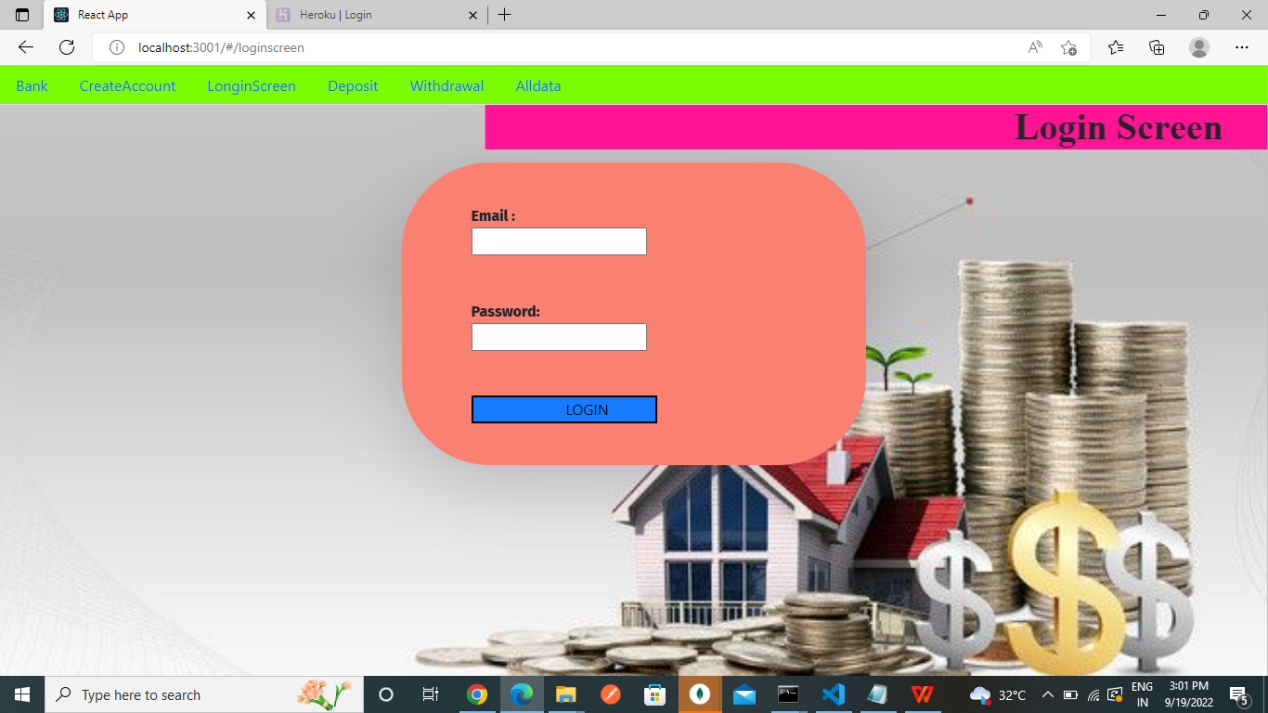 React App
Heroku | Login
localhost:3001/#/loginscreen
Bank CreateAccount LonginScreen Deposit Withdrawal Alldata
Login Screen
Email :
Password:
LOGIN
Type here to search
32°C
ENG
IN
3:01 PM
9/19/2022
5